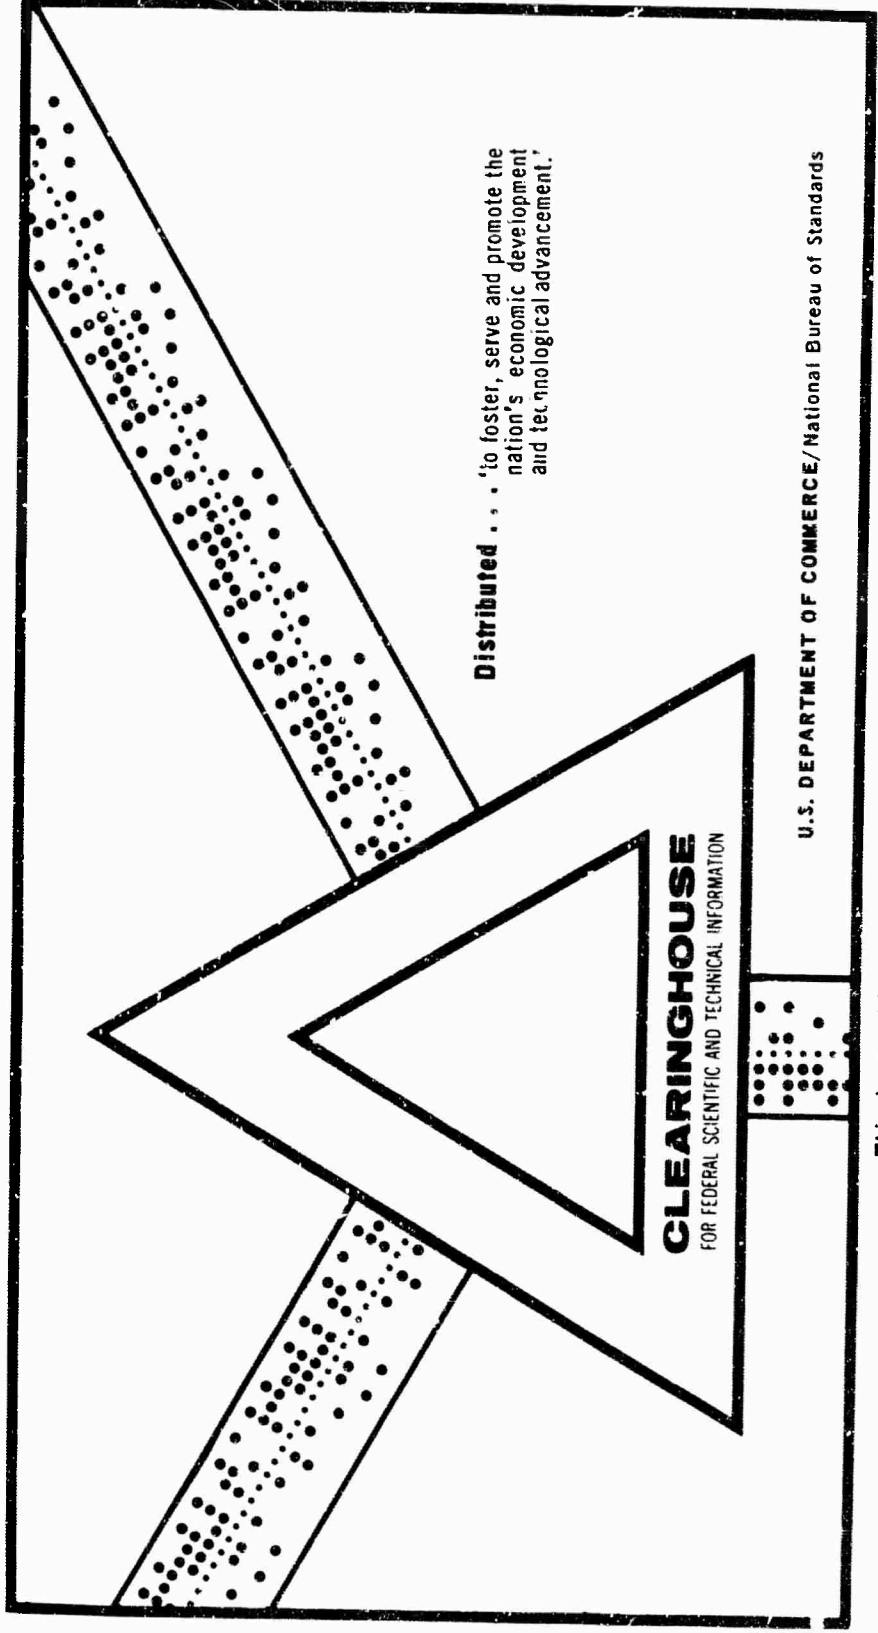 Distributed . . . 'to foster, serve and promote the
nation's economic development
and technological advancement.'
CLEARINGHOUSE
FOR FEDERAL SCIENTIFIC AND TECHNICAL INFORMATION
U.S. DEPARTMENT OF COMMERCE/National Bureau of Standards